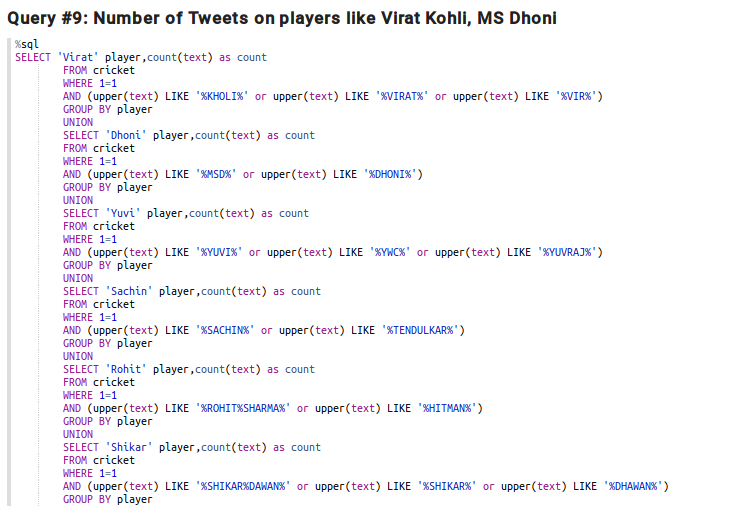 Query #9: Number of Tweets on players like Virat Kohli, MS Dhoni
%sql
SELECT 'Virat' player,count(text) as count
FROM cricket
WHERE 1=1
AND (upper(text) LIKE '%KHOLI%' or upper(text) LIKE '%VIRAT%' or upper(text) LIKE '%VIR%')
GROUP BY player
UNION
SELECT 'Dhoni' player,count(text) as count
FROM cricket
WHERE 1=1
AND (upper(text) LIKE '%MSD%' or upper(text) LIKE '%DHONI%')
GROUP BY player
UNION
SELECT 'Yuvi' player,count(text) as count
FROM cricket
WHERE 1=1
AND (upper(text) LIKE '%YUVI%' or upper(text) LIKE '%YWC%' or upper(text) LIKE '%YUVRAJ%')
GROUP BY player
UNION
SELECT 'Sachin' player,count(text) as count
FROM cricket
WHERE 1=1
AND (upper(text) LIKE '%SACHIN%' or upper(text) LIKE '%TENDULKAR%')
GROUP BY player
UNION
SELECT 'Rohit' player,count(text) as count
FROM cricket
WHERE 1=1
AND (upper(text) LIKE '%ROHIT%SHARMA%' or upper(text) LIKE '%HITMAN%')
GROUP BY player
UNION
SELECT 'Shikar' player,count(text) as count
FROM cricket
WHERE 1=1
AND (upper(text) LIKE '%SHIKAR%DAWAN%' or upper(text) LIKE '%SHIKAR%' or upper(text) LIKE '%DHAWAN%')
GROUP BY player